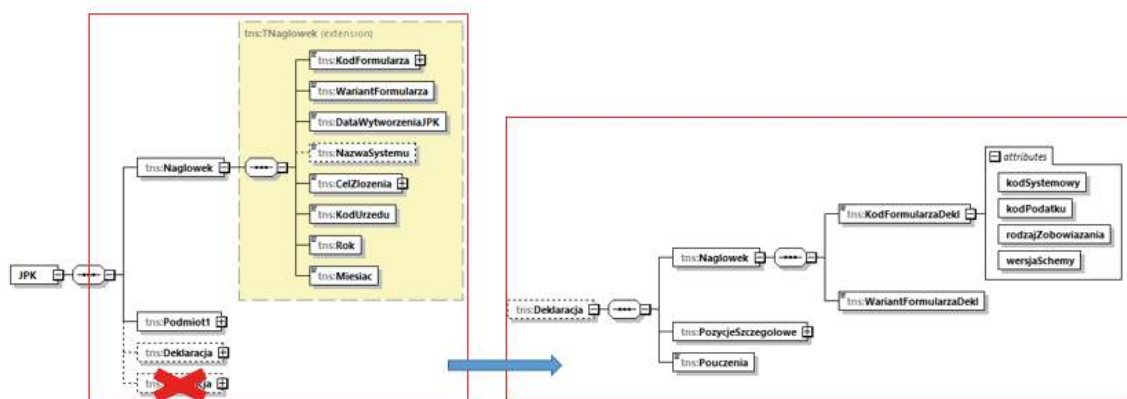 tns:TNaglowek (extension)
tns:KodFormularza
tns:WariantFormularza
tns:DataWytworzeniaJPK
tns:NazwaSystemu
tns:Naglowek
tns:CelZlozenia
tns:KodUrzedu
tns:Rok
tns:Miesiac
JPK
tns:Podmiot1
tns:Deklaracja
tns: cja
attributes
kodSystemowy
kodPodatku
rodzajZobowiazania
wersjaSchemy
tns:KodFormularzaDekl
tns:Naglowek
tns:WariantFormularzaDekl
tns:Deklaracja
tns:PozycjeSzczegolowe
tns:Pouczenia